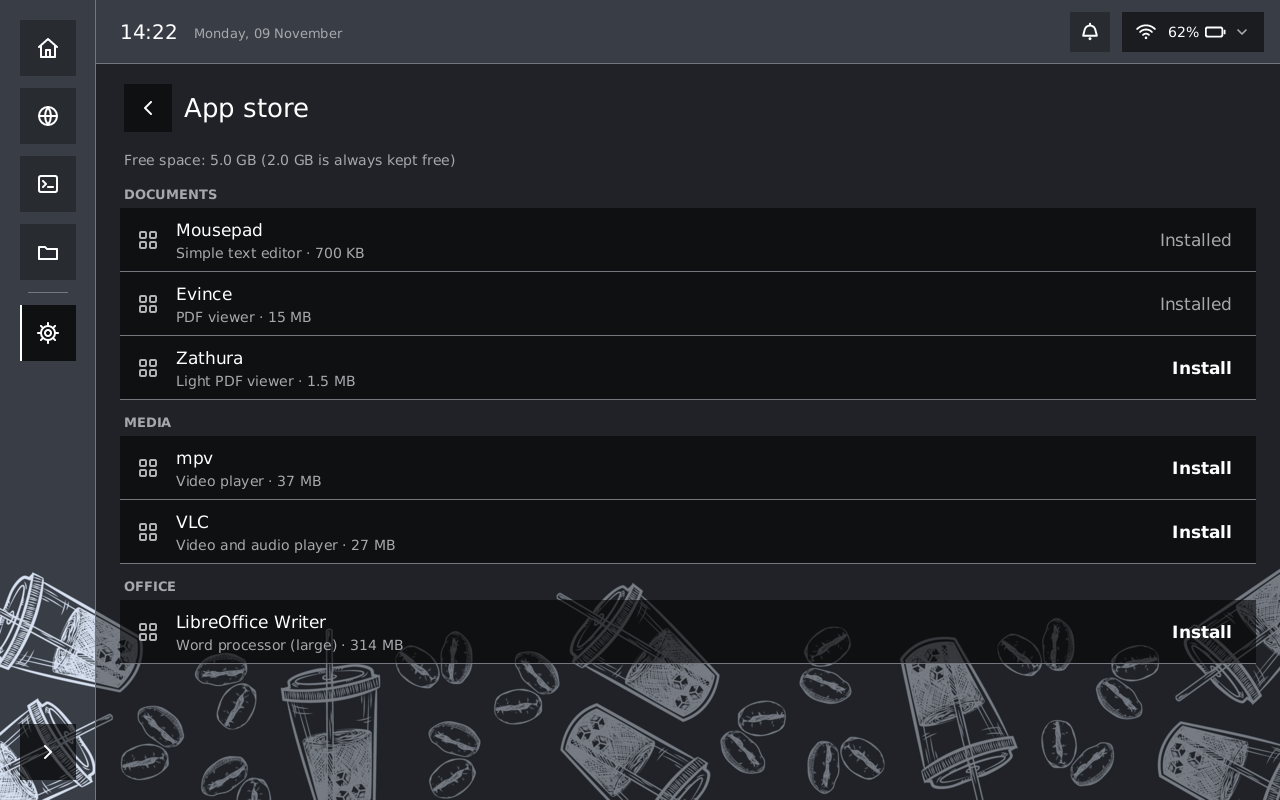 14:22 Monday, 09 November 62%
App store
Free space: 5.0 GB (2.0 GB is always kept free)
DOCUMENTS
Mousepad
Simple text editor · 700 KB
Installed
Evince
PDF viewer · 15 MB
Installed
Zathura
Light PDF viewer · 1.5 MB
Install
MEDIA
mpv
Video player · 37 MB
Install
VLC
Video and audio player · 27 MB
Install
OFFICE
LibreOffice Writer
Word processor (large) · 314 MB
Install